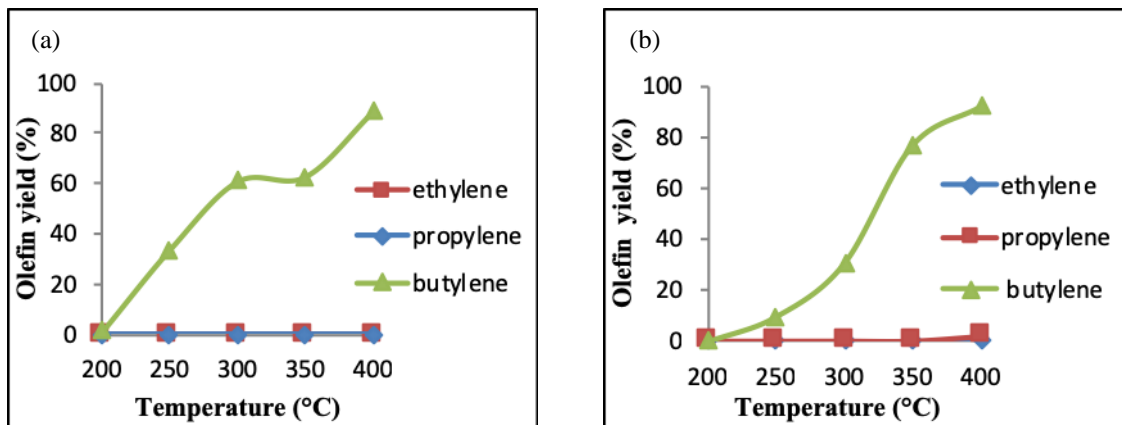 (a)
Olefin yield (%)
100
80
60
40
20
0
200 250 300 350 400
Temperature (°C)
ethylene
propylene
butylene
(b)
Olefin yield (%)
100
80
60
40
20
0
200 250 300 350 400
Temperature (°C)
ethylene
propylene
butylene